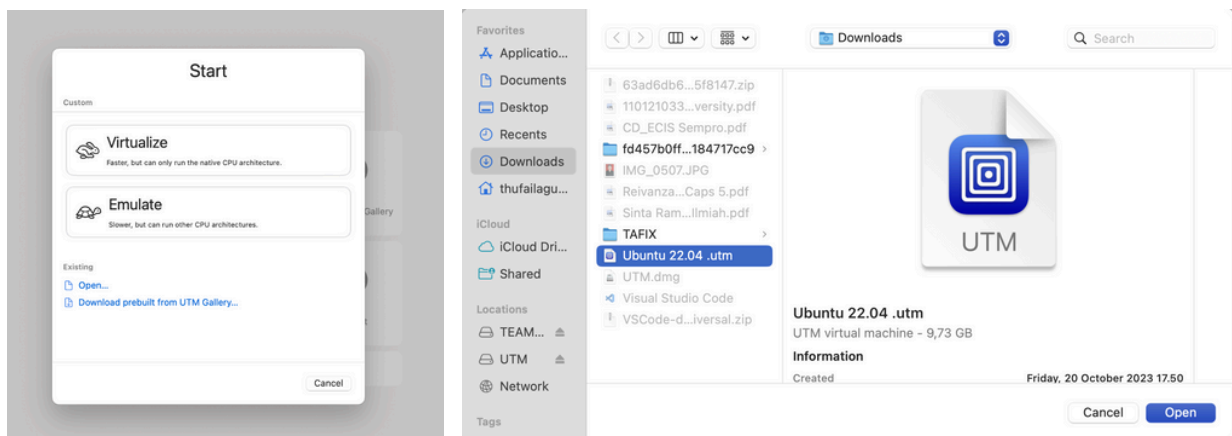 Start
Custom
Virtualize
Faster, but can only run the native CPU architecture.
Emulate
Slower, but can run other CPU architectures.
Existing
Open...
Download prebuilt from UTM Gallery...
Cancel
Gallery
Favorites
Applicatio...
Documents
Desktop
Recents
Downloads
thufailagu...
iCloud
iCloud Dri...
Shared
Locations
TEAM...
UTM
Network
Tags
Downloads
Search
63ad6db6...5f8147.zip
110121033...versity.pdf
CD_ECIS Sempro.pdf
fd457b0ff...184717cc9
IMG_0507.JPG
Reivanza...Caps 5.pdf
Sinta Ram...Ilmiah.pdf
TAFIX
Ubuntu 22.04 .utm
UTM.dmg
Visual Studio Code
VSCode-d...iversal.zip
UTM
Ubuntu 22.04 .utm
UTM virtual machine - 9,73 GB
Information
Created Friday, 20 October 2023 17.50
Cancel Open